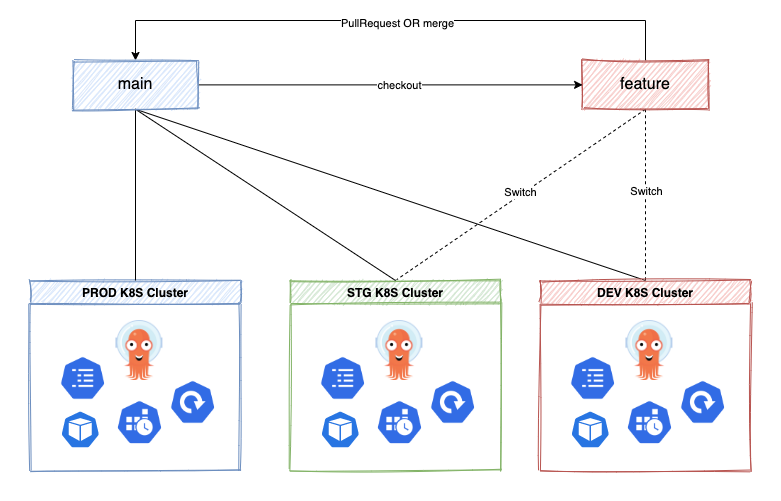 PullRequest OR merge
main
checkout
feature
Switch
Switch
PROD K8S Cluster
STG K8S Cluster
DEV K8S Cluster